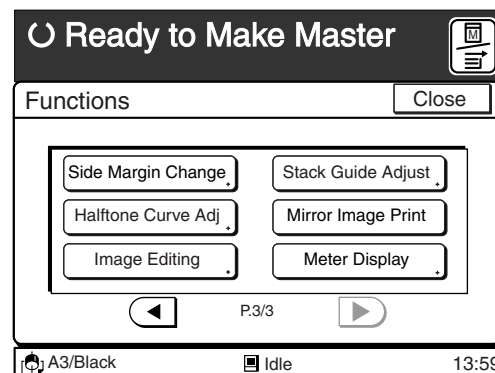 Ready to Make Master
M
Functions Close
Side Margin Change Stack Guide Adjust
Halftone Curve Adj Mirror Image Print
Image Editing Meter Display
P.3/3
A3/Black Idle 13:59